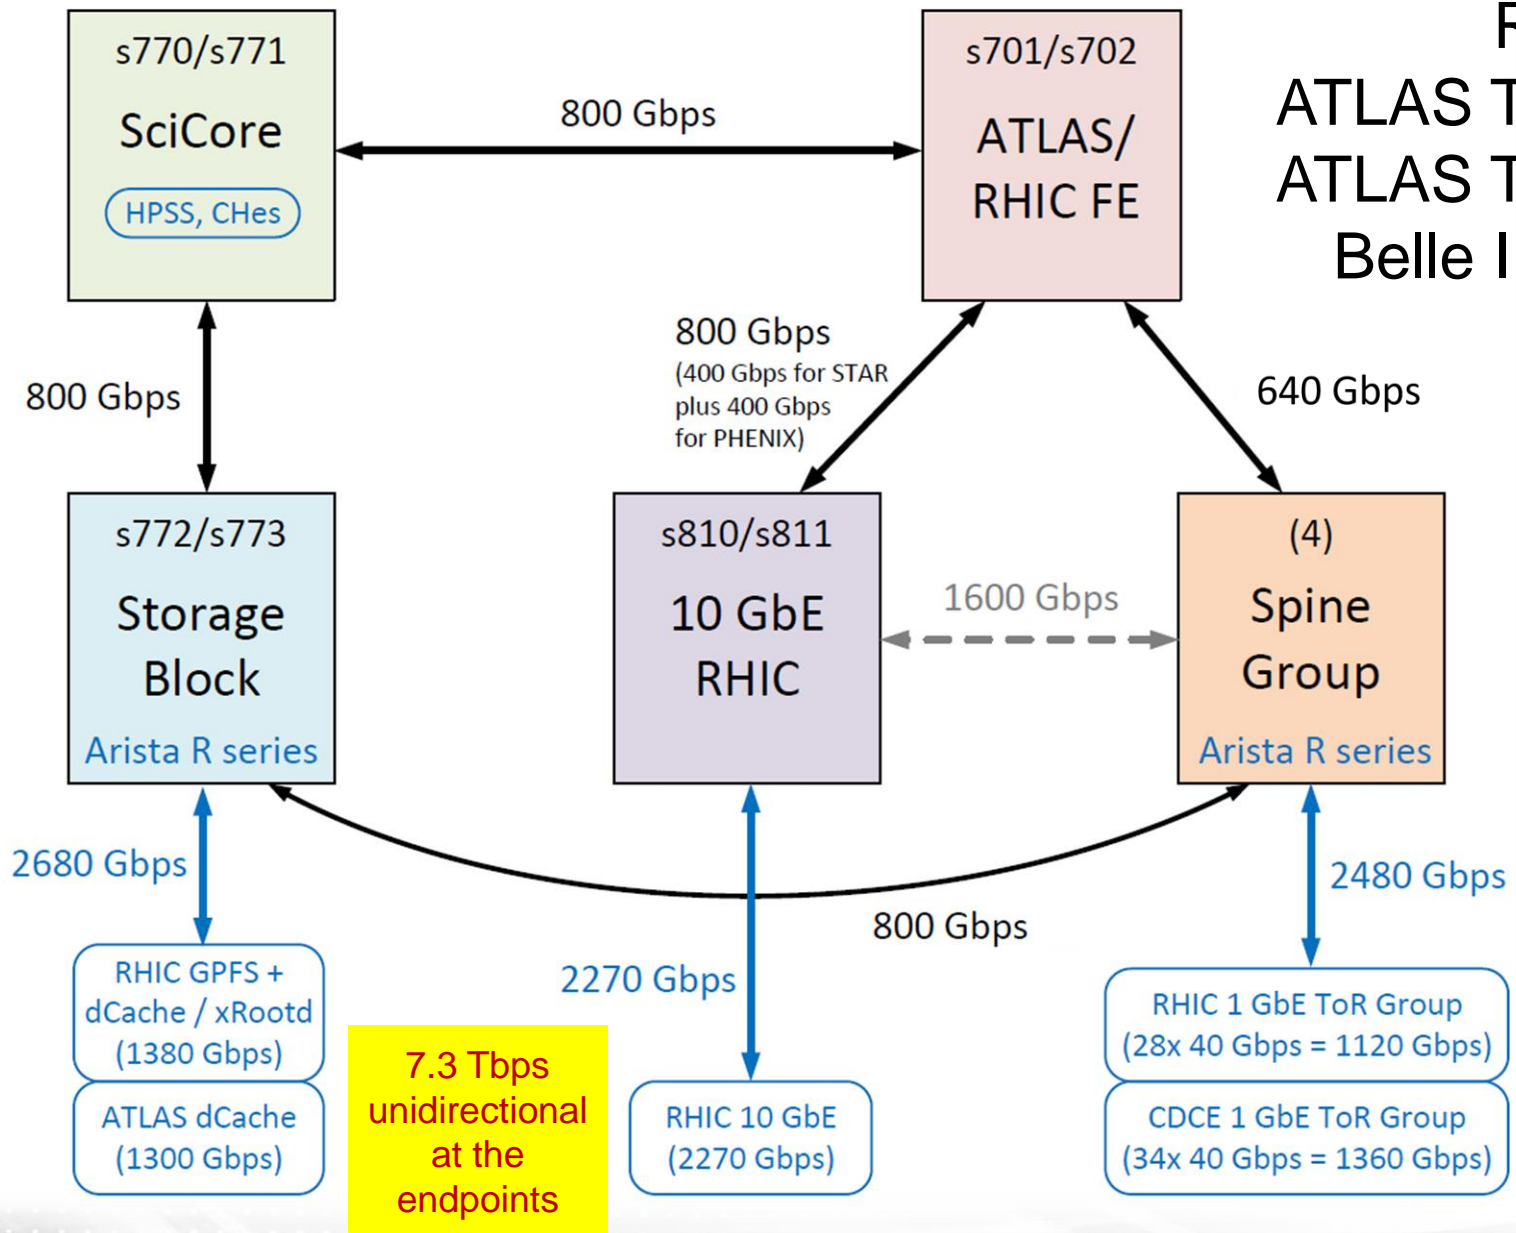 s770/s771
SciCore
HPSS, CHes
800 Gbps
s701/s702
ATLAS/
RHIC FE
ATLAS
ATLAS
Belle
800 Gbps
800 Gbps
(400 Gbps for STAR
plus 400 Gbps
for PHENIX)
640 Gbps
s772/s773
Storage
Block
Arista R series
s810/s811
10 GbE
RHIC
1600 Gbps
(4)
Spine
Group
Arista R series
2680 Gbps
800 Gbps
2270 Gbps
2480 Gbps
RHIC GPFS +
dCache / xRootd
(1380 Gbps)
ATLAS dCache
(1300 Gbps)
7.3 Tbps
unidirectional
at the
endpoints
RHIC 10 GbE
(2270 Gbps)
RHIC 1 GbE ToR Group
(28x 40 Gbps = 1120 Gbps)
CDCE 1 GbE ToR Group
(34x 40 Gbps = 1360 Gbps)